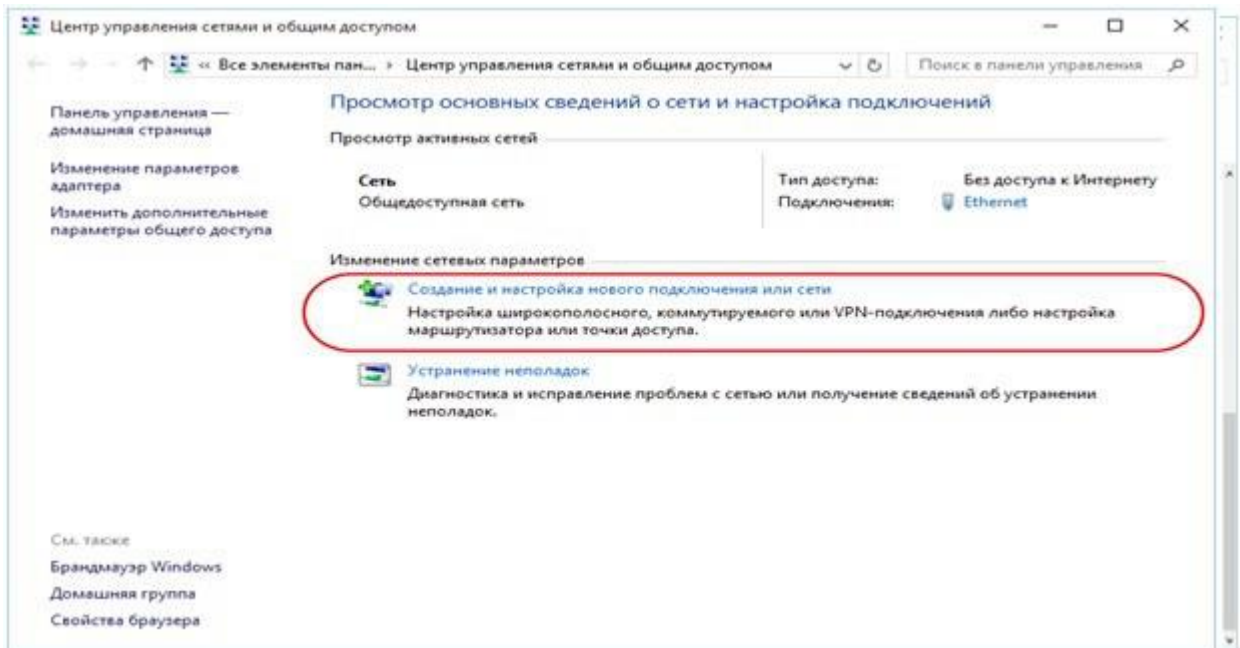 Центр управления сетями и общим доступом
« Все элементы пан... › Центр управления сетями и общим доступом
Поиск в панели управления
Панель управления —
домашняя страница
Изменение параметров
адаптера
Изменить дополнительные
параметры общего доступа
Просмотр основных сведений о сети и настройка подключений
Просмотр активных сетей
Сеть
Общедоступная сеть
Тип доступа: Без доступа к Интернету
Подключения: Ethernet
Изменение сетевых параметров
Создание и настройка нового подключения или сети
Настройка широкополосного, коммутируемого или VPN-подключения либо настройка
маршрутизатора или точки доступа.
Устранение неполадок
Диагностика и исправление проблем с сетью или получение сведений об устранении
неполадок.
См. также
Брандмауэр Windows
Домашняя группа
Свойства браузера